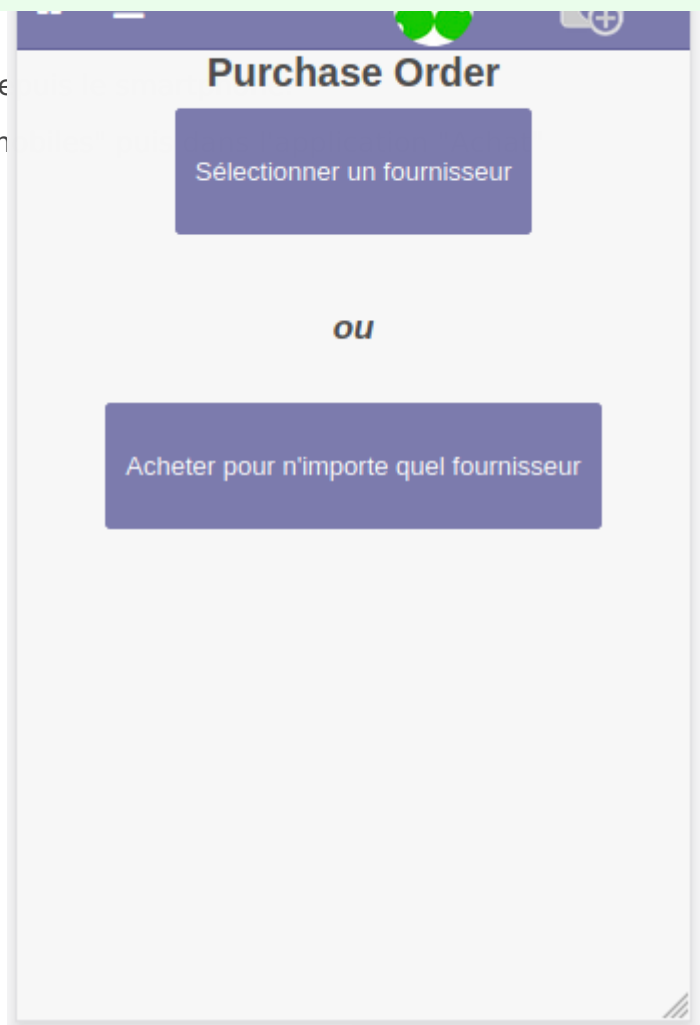 Purchase Order
Sélectionner un fournisseur
ou
Acheter pour n'importe quel fournisseur